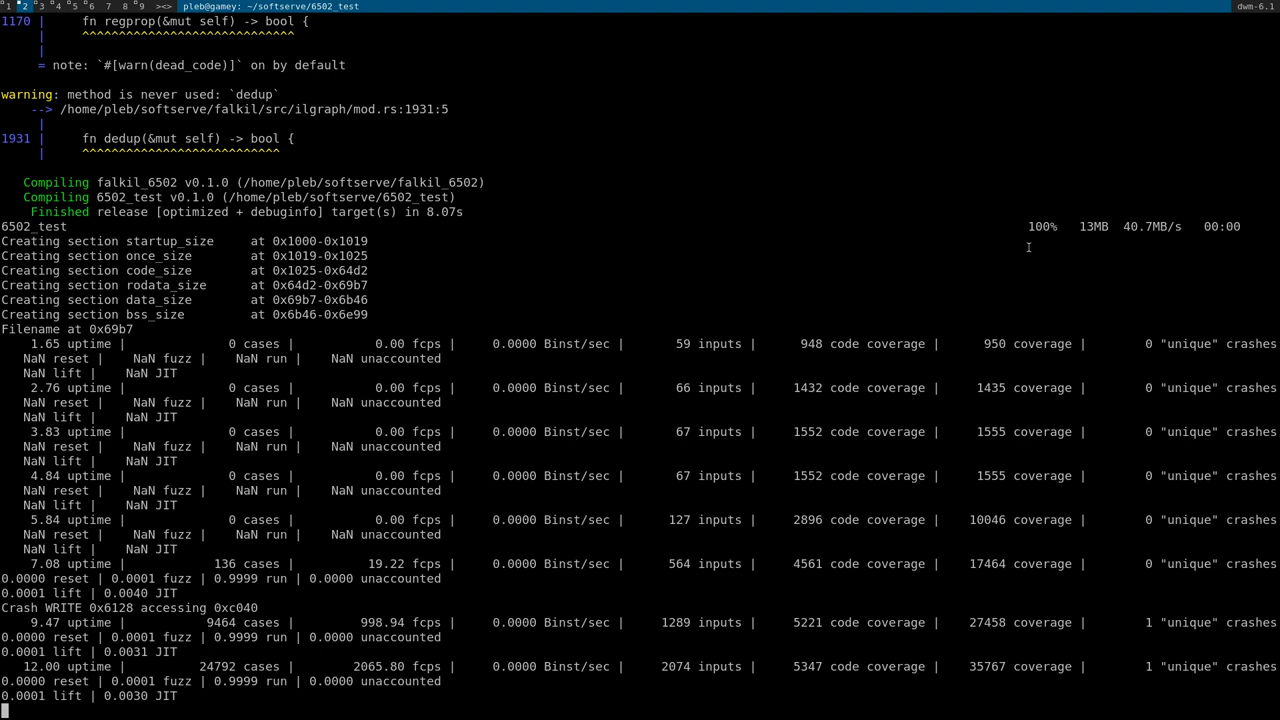 1 2 3 4 5 6 7 8 9 ><> pleb@gamey: ~/softserve/6502_test dwm-6.1
1170 |     fn regprop(&mut self) -> bool {
     |     ^^^^^^^^^^^^^^^^^^^^^^^^^^^^^
     |
     = note: `#[warn(dead_code)]` on by default
warning: method is never used: `dedup`
    --> /home/pleb/softserve/falkil/src/ilgraph/mod.rs:1931:5
     |
1931 |     fn dedup(&mut self) -> bool {
     |     ^^^^^^^^^^^^^^^^^^^^^^^^^^^
   Compiling falkil_6502 v0.1.0 (/home/pleb/softserve/falkil_6502)
   Compiling 6502_test v0.1.0 (/home/pleb/softserve/6502_test)
    Finished release [optimized + debuginfo] target(s) in 8.07s
6502_test 100% 13MB 40.7MB/s 00:00
Creating section startup_size     at 0x1000-0x1019
Creating section once_size        at 0x1019-0x1025
Creating section code_size        at 0x1025-0x64d2
Creating section rodata_size      at 0x64d2-0x69b7
Creating section data_size        at 0x69b7-0x6b46
Creating section bss_size         at 0x6b46-0x6e99
Filename at 0x69b7
    1.65 uptime |              0 cases |           0.00 fcps |     0.0000 Binst/sec |       59 inputs |      948 code coverage |      950 coverage |        0 "unique" crashes
   NaN reset |    NaN fuzz |    NaN run |    NaN unaccounted
   NaN lift |    NaN JIT
    2.76 uptime |              0 cases |           0.00 fcps |     0.0000 Binst/sec |       66 inputs |     1432 code coverage |     1435 coverage |        0 "unique" crashes
   NaN reset |    NaN fuzz |    NaN run |    NaN unaccounted
   NaN lift |    NaN JIT
    3.83 uptime |              0 cases |           0.00 fcps |     0.0000 Binst/sec |       67 inputs |     1552 code coverage |     1555 coverage |        0 "unique" crashes
   NaN reset |    NaN fuzz |    NaN run |    NaN unaccounted
   NaN lift |    NaN JIT
    4.84 uptime |              0 cases |           0.00 fcps |     0.0000 Binst/sec |       67 inputs |     1552 code coverage |     1555 coverage |        0 "unique" crashes
   NaN reset |    NaN fuzz |    NaN run |    NaN unaccounted
   NaN lift |    NaN JIT
    5.84 uptime |              0 cases |           0.00 fcps |     0.0000 Binst/sec |      127 inputs |     2896 code coverage |    10046 coverage |        0 "unique" crashes
   NaN reset |    NaN fuzz |    NaN run |    NaN unaccounted
   NaN lift |    NaN JIT
    7.08 uptime |            136 cases |          19.22 fcps |     0.0000 Binst/sec |      564 inputs |     4561 code coverage |    17464 coverage |        0 "unique" crashes
0.0000 reset | 0.0001 fuzz | 0.9999 run | 0.0000 unaccounted
0.0001 lift | 0.0040 JIT
Crash WRITE 0x6128 accessing 0xc040
    9.47 uptime |           9464 cases |         998.94 fcps |     0.0000 Binst/sec |     1289 inputs |     5221 code coverage |    27458 coverage |        1 "unique" crashes
0.0000 reset | 0.0001 fuzz | 0.9999 run | 0.0000 unaccounted
0.0001 lift | 0.0031 JIT
   12.00 uptime |          24792 cases |        2065.80 fcps |     0.0000 Binst/sec |     2074 inputs |     5347 code coverage |    35767 coverage |        1 "unique" crashes
0.0000 reset | 0.0001 fuzz | 0.9999 run | 0.0000 unaccounted
0.0001 lift | 0.0030 JIT